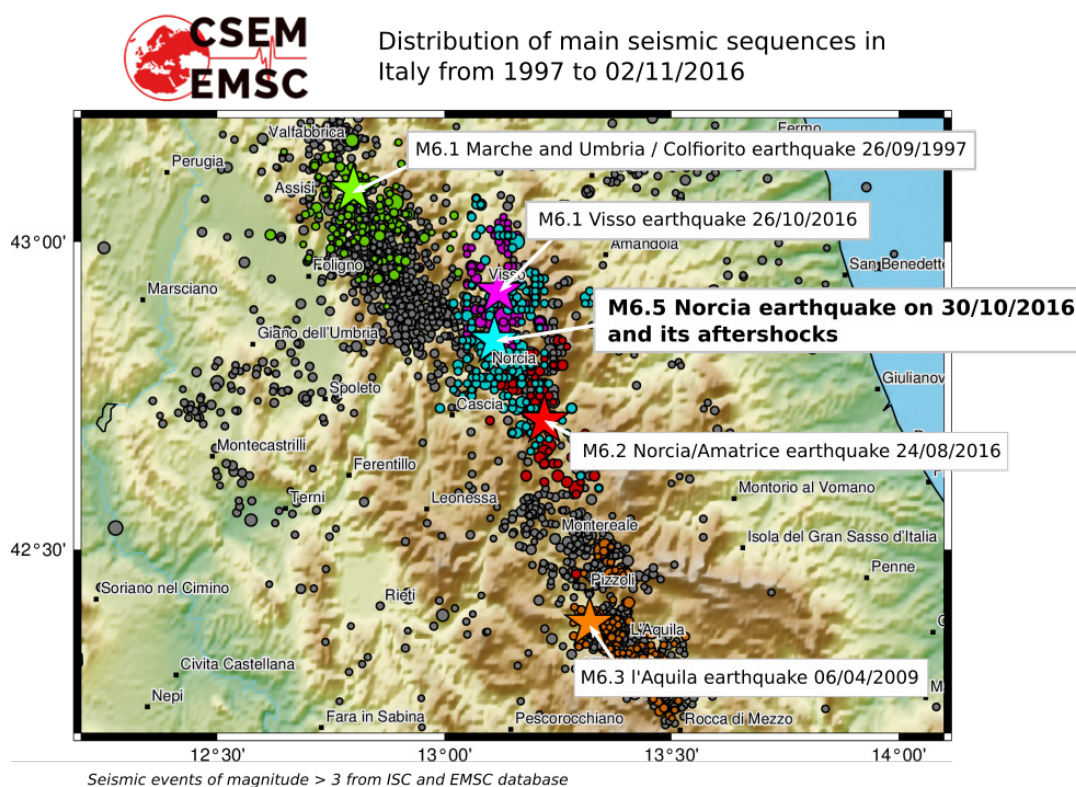 CSEM
EMSC
Distribution of main seismic sequences in
Italy from 1997 to 02/11/2016
Valfabbrica
Fermo
M6.1 Marche and Umbria / Colfiorito earthquake 26/09/1997
Perugia
Assisi
M6.1 Visso earthquake 26/10/2016
43°00'
Amandola
Foligno
Visso
San Benedetto
Marsciano
M6.5 Norcia earthquake on 30/10/2016
and its aftershocks
Giano dell'Umbria
Norcia
Spoleto
Giulianov
Cascia
Montecastrilli
M6.2 Norcia/Amatrice earthquake 24/08/2016
Ferentillo
Terni
Leonessa
Montorio al Vomano
Montereale
42°30'
Isola del Gran Sasso d'Italia
Penne
Pizzoli
Soriano nel Cimino
Rieti
L'Aquila
Civita Castellana
M6.3 l'Aquila earthquake 06/04/2009
Nepi
Fara in Sabina
Pescorocchiano
Rocca di Mezzo
12°30'
13°00'
13°30'
14°00'
Seismic events of magnitude > 3 from ISC and EMSC database